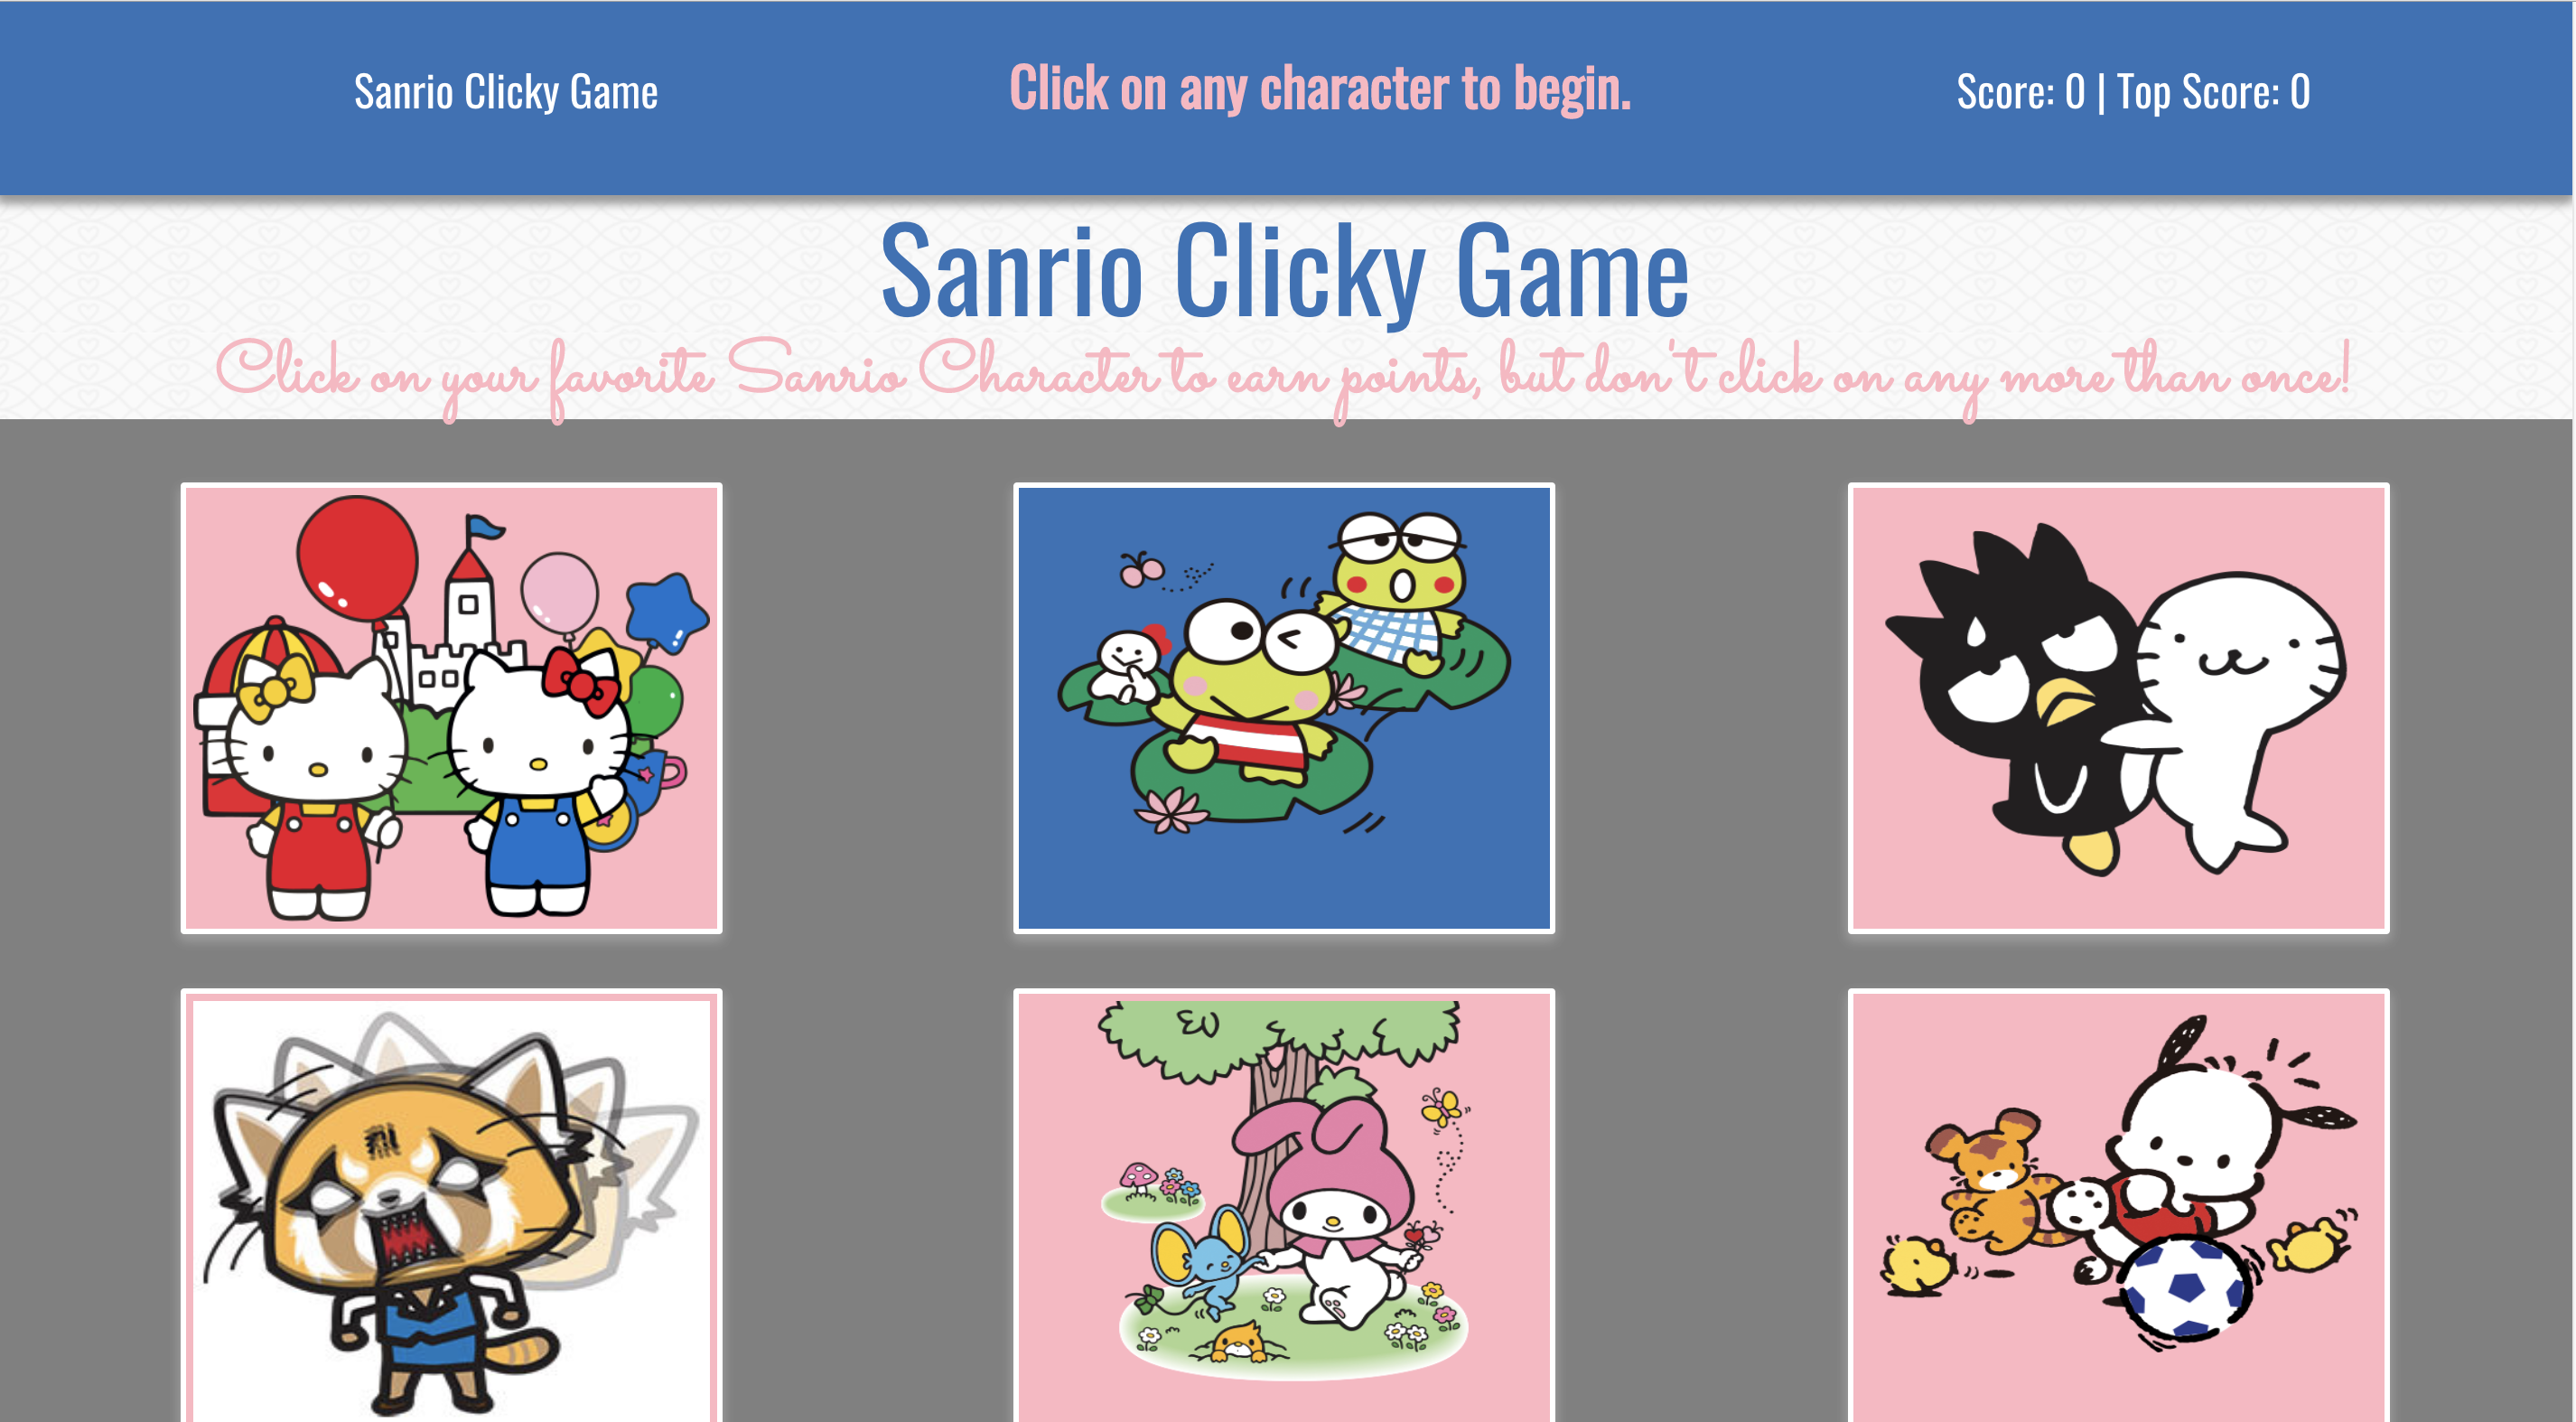 Sanrio Clicky Game
Click on any character to begin.
Score: 0 | Top Score: 0
Sanrio Clicky Game
Click on your favorite Sanrio Character to earn points, but don't click on any more than once!